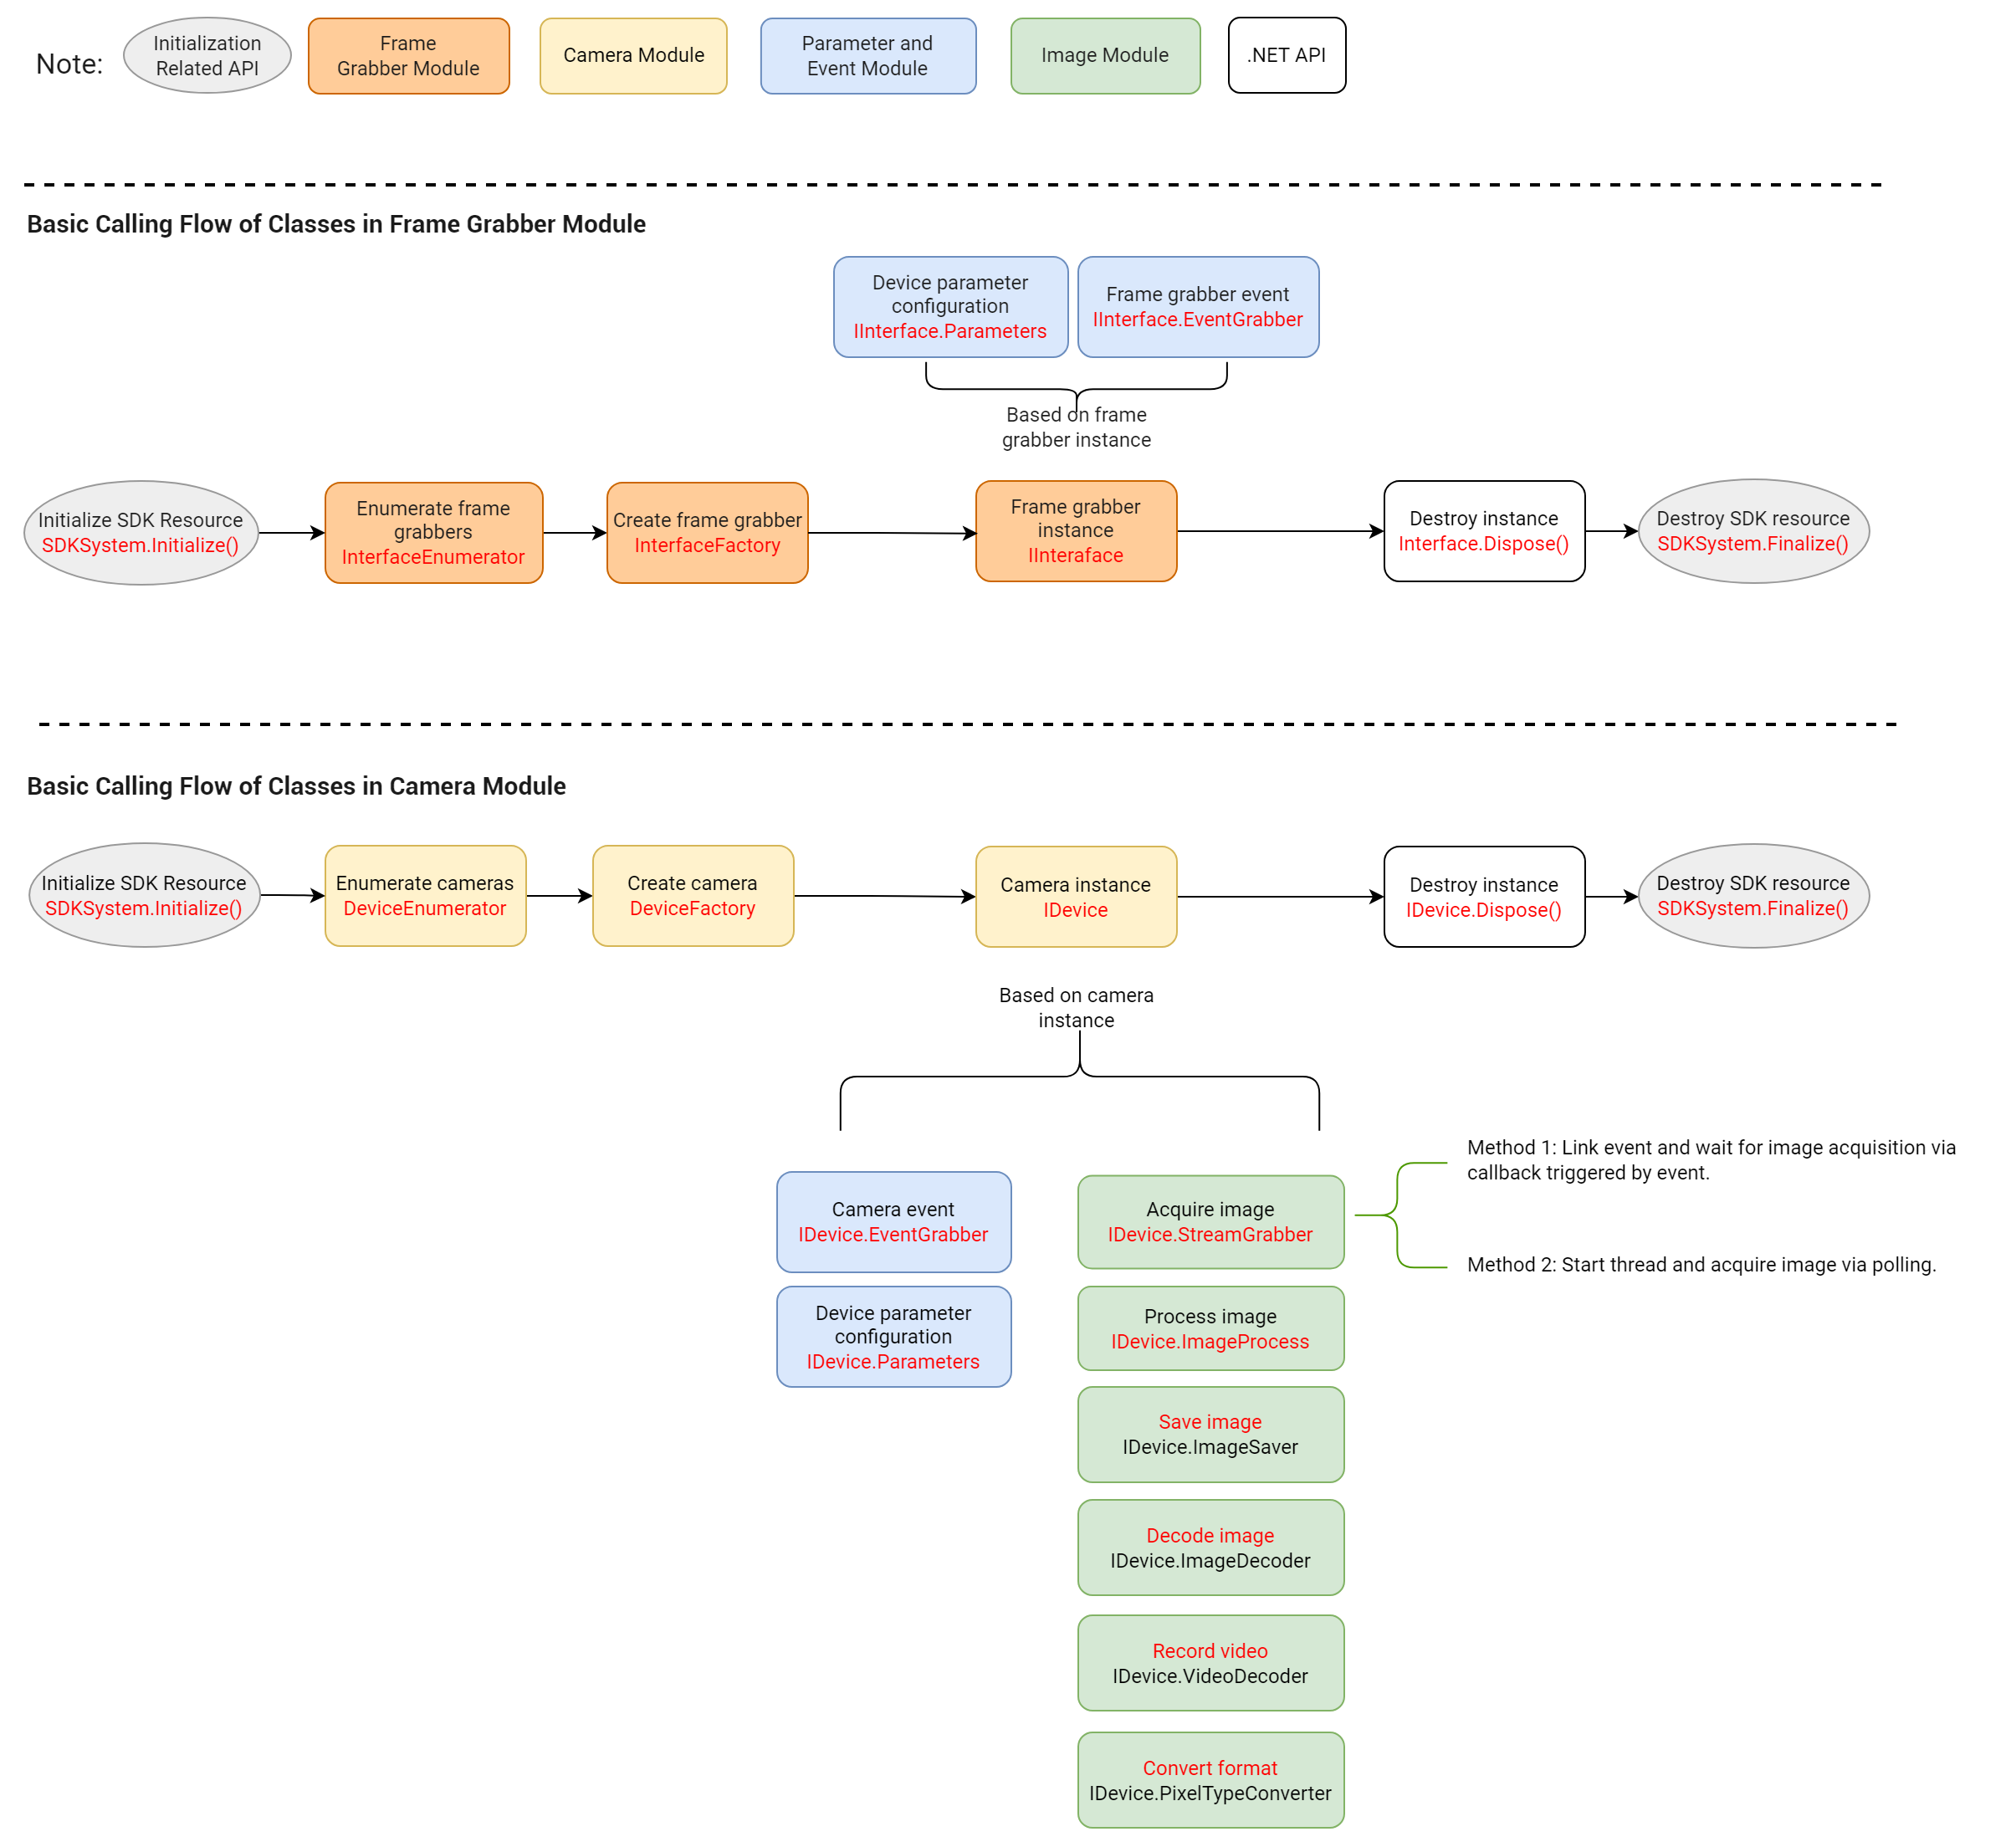 Note:
Initialization
Related API
Frame
Grabber Module
Camera Module
Parameter and
Event Module
Image Module
.NET API
Basic Calling Flow of Classes in Frame Grabber Module
Device parameter
configuration
IInterface.Parameters
Frame grabber event
IInterface.EventGrabber
Based on frame
grabber instance
Initialize SDK Resource
SDKSystem.Initialize()
Enumerate frame
grabbers
InterfaceEnumerator
Create frame grabber
InterfaceFactory
Frame grabber
instance
IInteraface
Destroy instance
Interface.Dispose()
Destroy SDK resource
SDKSystem.Finalize()
Basic Calling Flow of Classes in Camera Module
Initialize SDK Resource
SDKSystem.Initialize()
Enumerate cameras
DeviceEnumerator
Create camera
DeviceFactory
Camera instance
IDevice
Destroy instance
IDevice.Dispose()
Destroy SDK resource
SDKSystem.Finalize()
Based on camera
instance
Camera event
IDevice.EventGrabber
Device parameter
configuration
IDevice.Parameters
Acquire image
IDevice.StreamGrabber
Method 1: Link event and wait for image acquisition via
callback triggered by event.
Method 2: Start thread and acquire image via polling.
Process image
IDevice.ImageProcess
Save image
IDevice.ImageSaver
Decode image
IDevice.ImageDecoder
Record video
IDevice.VideoDecoder
Convert format
IDevice.PixelTypeConverter